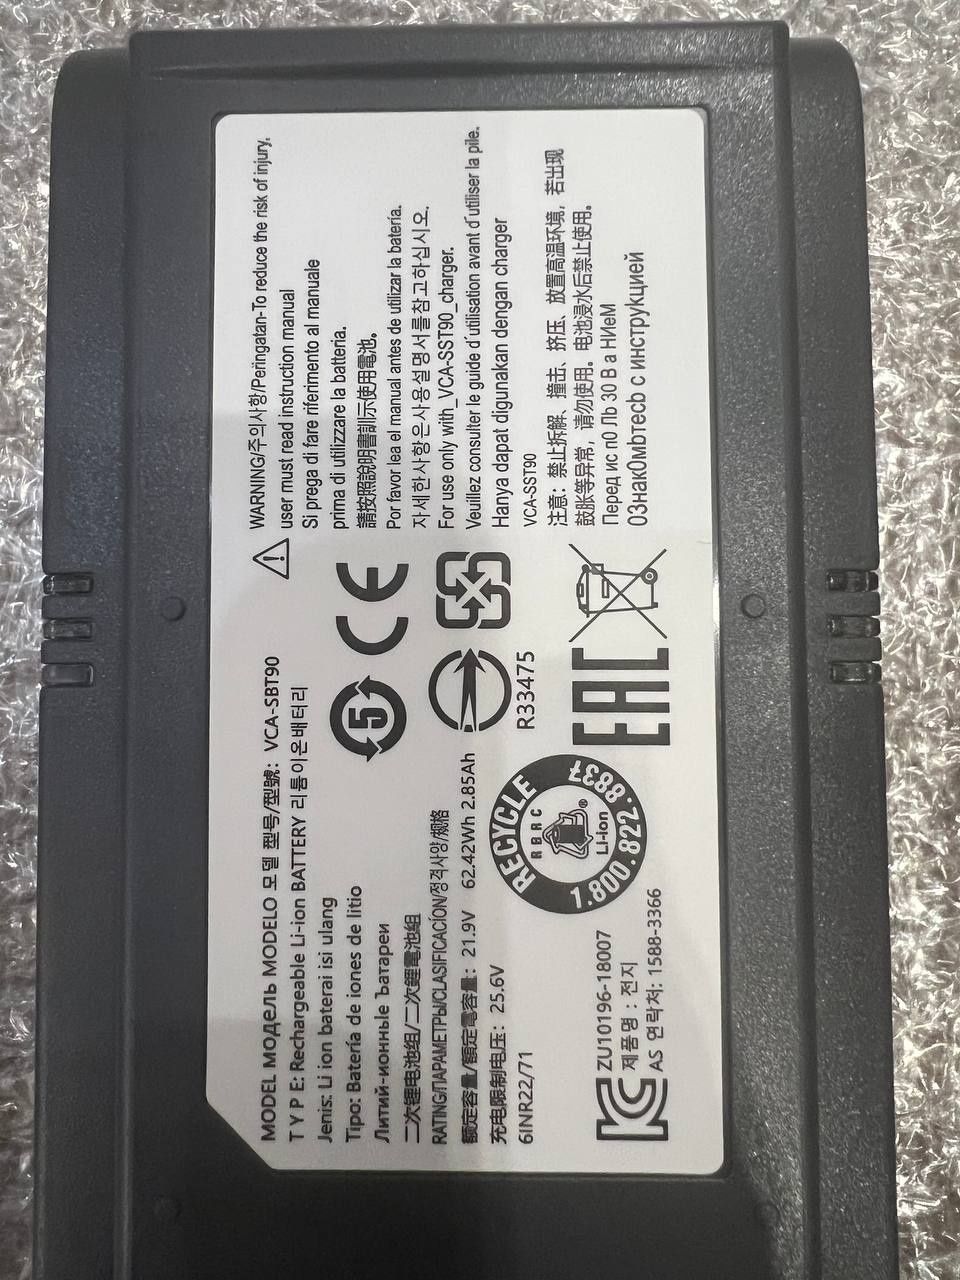 MODEL МОДеЛЬ MODELO 모델 型号/型號: VCA-SBT90
T Y P E: Rechargeable Li-ion BATTERY 리튬이온배터리
Jenis: Li ion baterai isi ulang
Tipo: Batería de iones de litio
Литий-ионные Ъатареи
二次锂电池组/二次鋰電池組
RATING/ПАРАМЕТРЫ/CLASIFICACÍON/정격사양/规格
额定容量/額定電容量: 21.9V 62.42Wh 2.85Ah
充电限制电压: 25.6V
6INR22/71
ZU10196-18007
제품명 : 전지
AS 연락처: 1588-3366
RECYCLE
RBRC
Li-ion
®
1.800.822.8837
5
CE
R33475
EAC
WARNING/주의사항/Peringatan-To reduce the risk of injury,
user must read instruction manual
Si prega di fare riferimento al manuale
prima di utilizzare la batteria.
請按照說明書訓示使用電池。
Por favor lea el manual antes de utilizar la batería.
자세한사항은사용설명서를참고하십시오.
For use only with_VCA-SST90_charger.
Veuillez consulter le guide d'utilisation avant d'utiliser la pile.
Hanya dapat digunakan dengan charger
VCA-SST90
注意: 禁止拆解、撞击、挤压、放置高温环境, 若出现
鼓胀等异常, 请勿使用。电池浸水后禁止使用。
Перед ис п0 Льb 30 В а НИеМ
ОЗнак0мbтесb с инструкцией